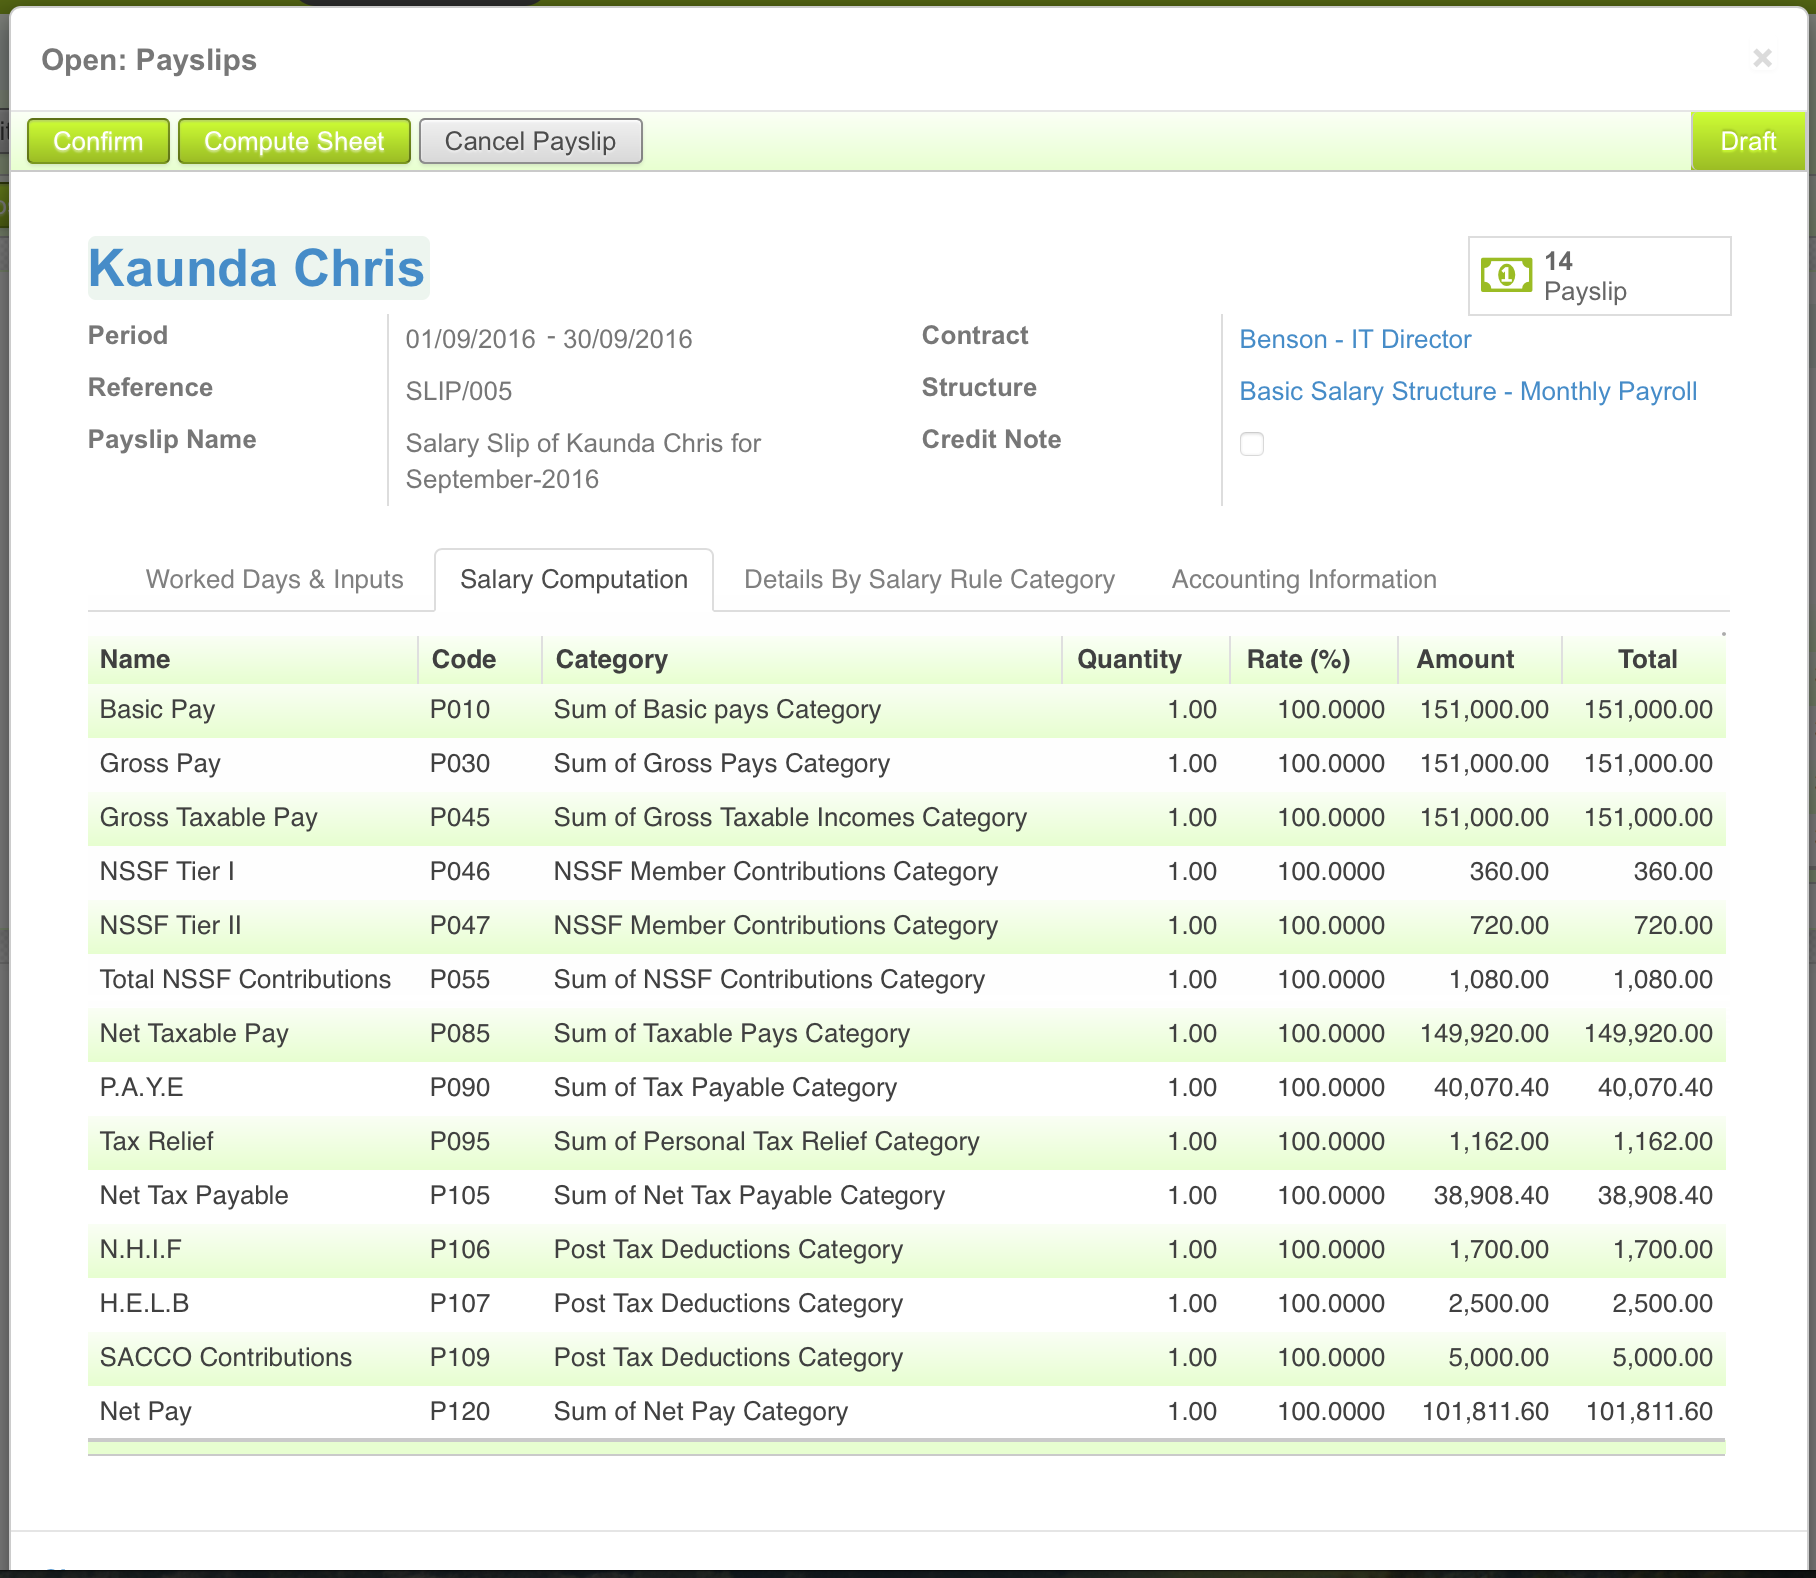 Open: Payslips
×
Confirm Compute Sheet Cancel Payslip Draft
Kaunda Chris
14
Payslip
Period 01/09/2016 - 30/09/2016 Contract Benson - IT Director
Reference SLIP/005 Structure Basic Salary Structure - Monthly Payroll
Payslip Name Salary Slip of Kaunda Chris for Credit Note
September-2016
Worked Days & Inputs Salary Computation Details By Salary Rule Category Accounting Information
Name Code Category Quantity Rate (%) Amount Total
Basic Pay P010 Sum of Basic pays Category 1.00 100.0000 151,000.00 151,000.00
Gross Pay P030 Sum of Gross Pays Category 1.00 100.0000 151,000.00 151,000.00
Gross Taxable Pay P045 Sum of Gross Taxable Incomes Category 1.00 100.0000 151,000.00 151,000.00
NSSF Tier I P046 NSSF Member Contributions Category 1.00 100.0000 360.00 360.00
NSSF Tier II P047 NSSF Member Contributions Category 1.00 100.0000 720.00 720.00
Total NSSF Contributions P055 Sum of NSSF Contributions Category 1.00 100.0000 1,080.00 1,080.00
Net Taxable Pay P085 Sum of Taxable Pays Category 1.00 100.0000 149,920.00 149,920.00
P.A.Y.E P090 Sum of Tax Payable Category 1.00 100.0000 40,070.40 40,070.40
Tax Relief P095 Sum of Personal Tax Relief Category 1.00 100.0000 1,162.00 1,162.00
Net Tax Payable P105 Sum of Net Tax Payable Category 1.00 100.0000 38,908.40 38,908.40
N.H.I.F P106 Post Tax Deductions Category 1.00 100.0000 1,700.00 1,700.00
H.E.L.B P107 Post Tax Deductions Category 1.00 100.0000 2,500.00 2,500.00
SACCO Contributions P109 Post Tax Deductions Category 1.00 100.0000 5,000.00 5,000.00
Net Pay P120 Sum of Net Pay Category 1.00 100.0000 101,811.60 101,811.60